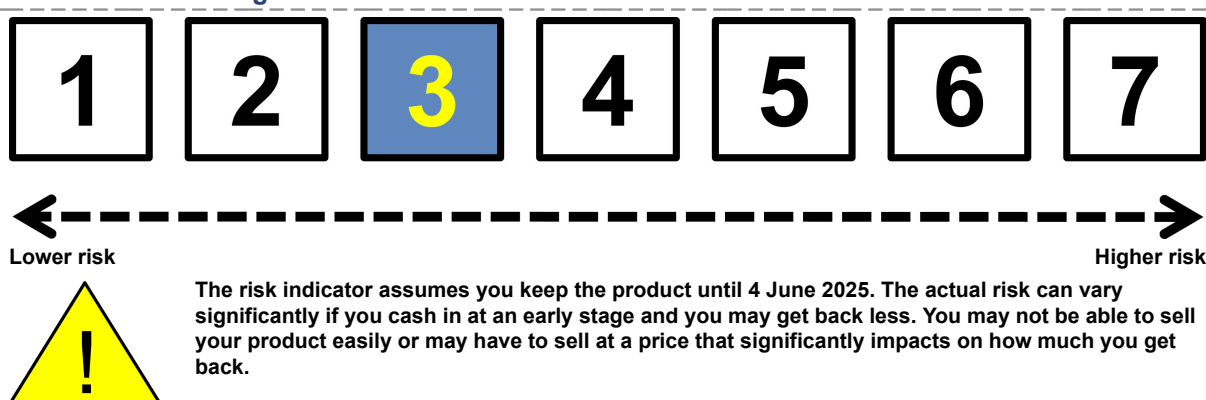 1 2 3 4 5 6 7
Lower risk Higher risk
The risk indicator assumes you keep the product until 4 June 2025. The actual risk can vary
significantly if you cash in at an early stage and you may get back less. You may not be able to sell
your product easily or may have to sell at a price that significantly impacts on how much you get
back.
!